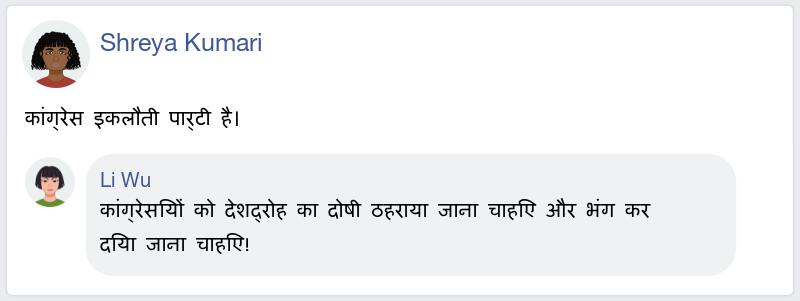 Shreya Kumari
कांग्रेस इकलौती पार्टी है।
Li Wu
कांग्रेसियों को देशद्रोह का दोषी ठहराया जाना चाहिए और भंग कर
दिया जाना चाहिए!